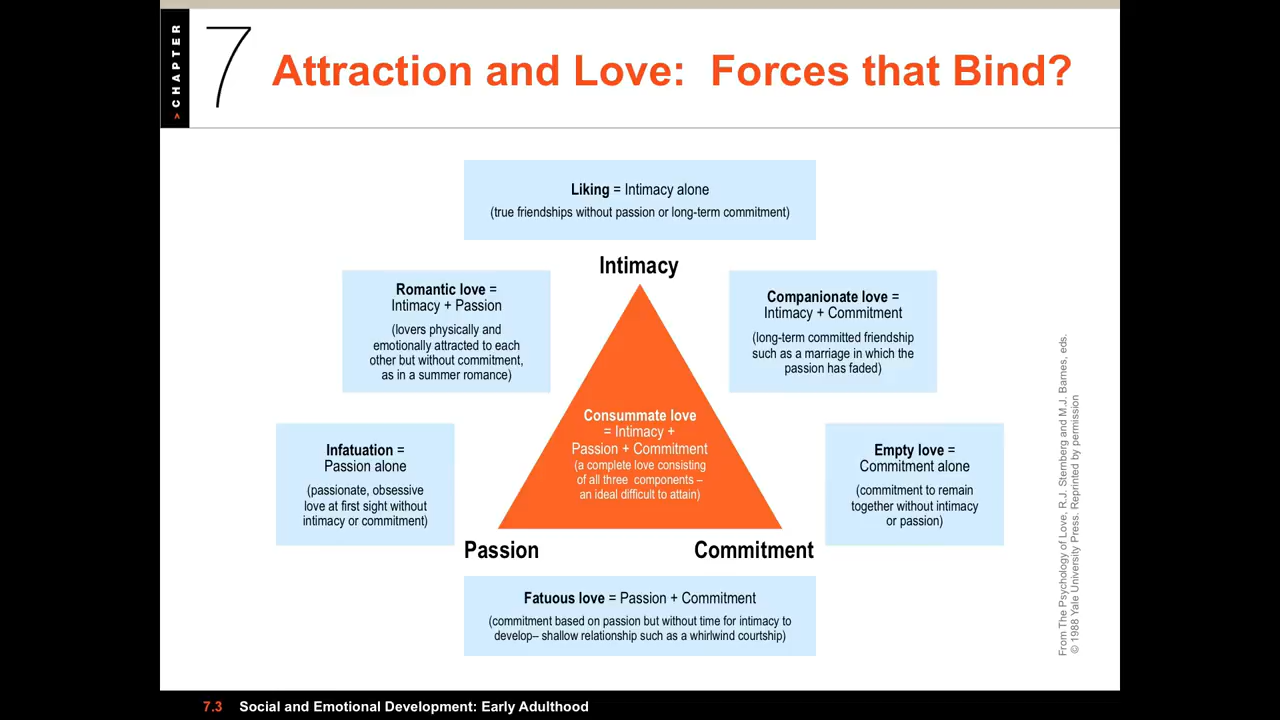 > CHAPTER
7
Attraction and Love:  Forces that Bind?
Liking = Intimacy alone
(true friendships without passion or long-term commitment)
Intimacy
Romantic love =
Intimacy + Passion
(lovers physically and
emotionally attracted to each
other but without commitment,
as in a summer romance)
Companionate love =
Intimacy + Commitment
(long-term committed friendship
such as a marriage in which the
passion has faded)
Consummate love
= Intimacy +
Passion + Commitment
(a complete love consisting
of all three  components –
an ideal difficult to attain)
Infatuation =
Passion alone
(passionate, obsessive
love at first sight without
intimacy or commitment)
Empty love =
Commitment alone
(commitment to remain
together without intimacy
or passion)
Passion
Commitment
Fatuous love = Passion + Commitment
(commitment based on passion but without time for intimacy to
develop– shallow relationship such as a whirlwind courtship)
From The Psychology of Love, R.J. Sternberg and M.J. Barnes, eds.
© 1988 Yale University Press. Reprinted by permission
7.3 Social and Emotional Development: Early Adulthood